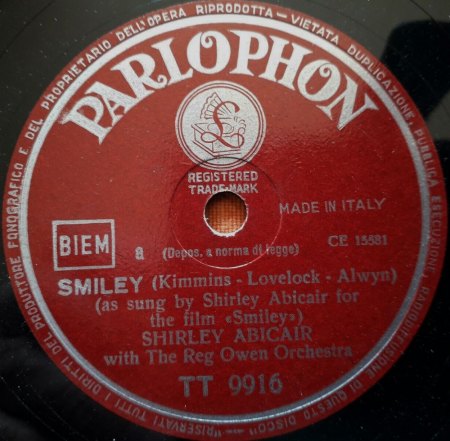 RISERVATI TUTTI I DIRITTI DEL PRODUTTORE FONOGRAFICO E DEL PROPRIETARIO DELL'OPERA RIPRODOTTA - VIETATA DUPLICAZIONE, PUBBLICA ESECUZIONE RADIODIFFUSIONE DI QUESTO DISCO
PARLOPHON
£
REGISTERED
TRADE-MARK
MADE IN ITALY
BIEM a (Depos. a norma di legge) CE 15581
SMILEY (Kimmins - Lovelock - Alwyn)
(as sung by Shirley Abicair for
the film «Smiley»)
SHIRLEY ABICAIR
with The Reg Owen Orchestra
TT 9916